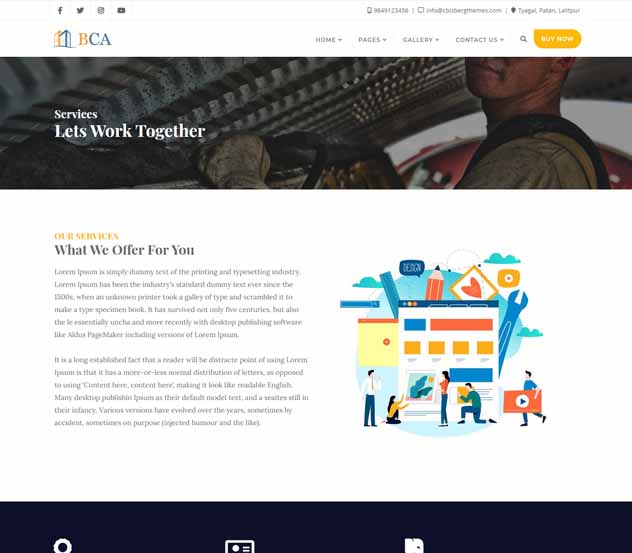 9849123456 | info@cblzbergthemes.com | Tyagal, Patan, Lalitpur
BCA
HOME PAGES GALLERY CONTACT US BUY NOW
Services
Lets Work Together
OUR SERVICES
What We Offer For You
Lorem Ipsum is simply dummy text of the printing and typesetting industry.
Lorem Ipsum has been the industry's standard dummy text ever since the
1500s, when an unknown printer took a galley of type and scrambled it to
make a type specimen book. It has survived not only five centuries, but also
the le essentially uncha and more recently with desktop publishing software
like Aldus PageMaker including versions of Lorem Ipsum.
It is a long established fact that a reader will be distracte point of using Lorem
Ipsum is that it has a more-or-less normal distribution of letters, as opposed
to using 'Content here, content here', making it look like readable English.
Many desktop publishin Ipsum as their default model text, and a seaites still in
their infancy. Various versions have evolved over the years, sometimes by
accident, sometimes on purpose (injected humour and the like).
DESIGN